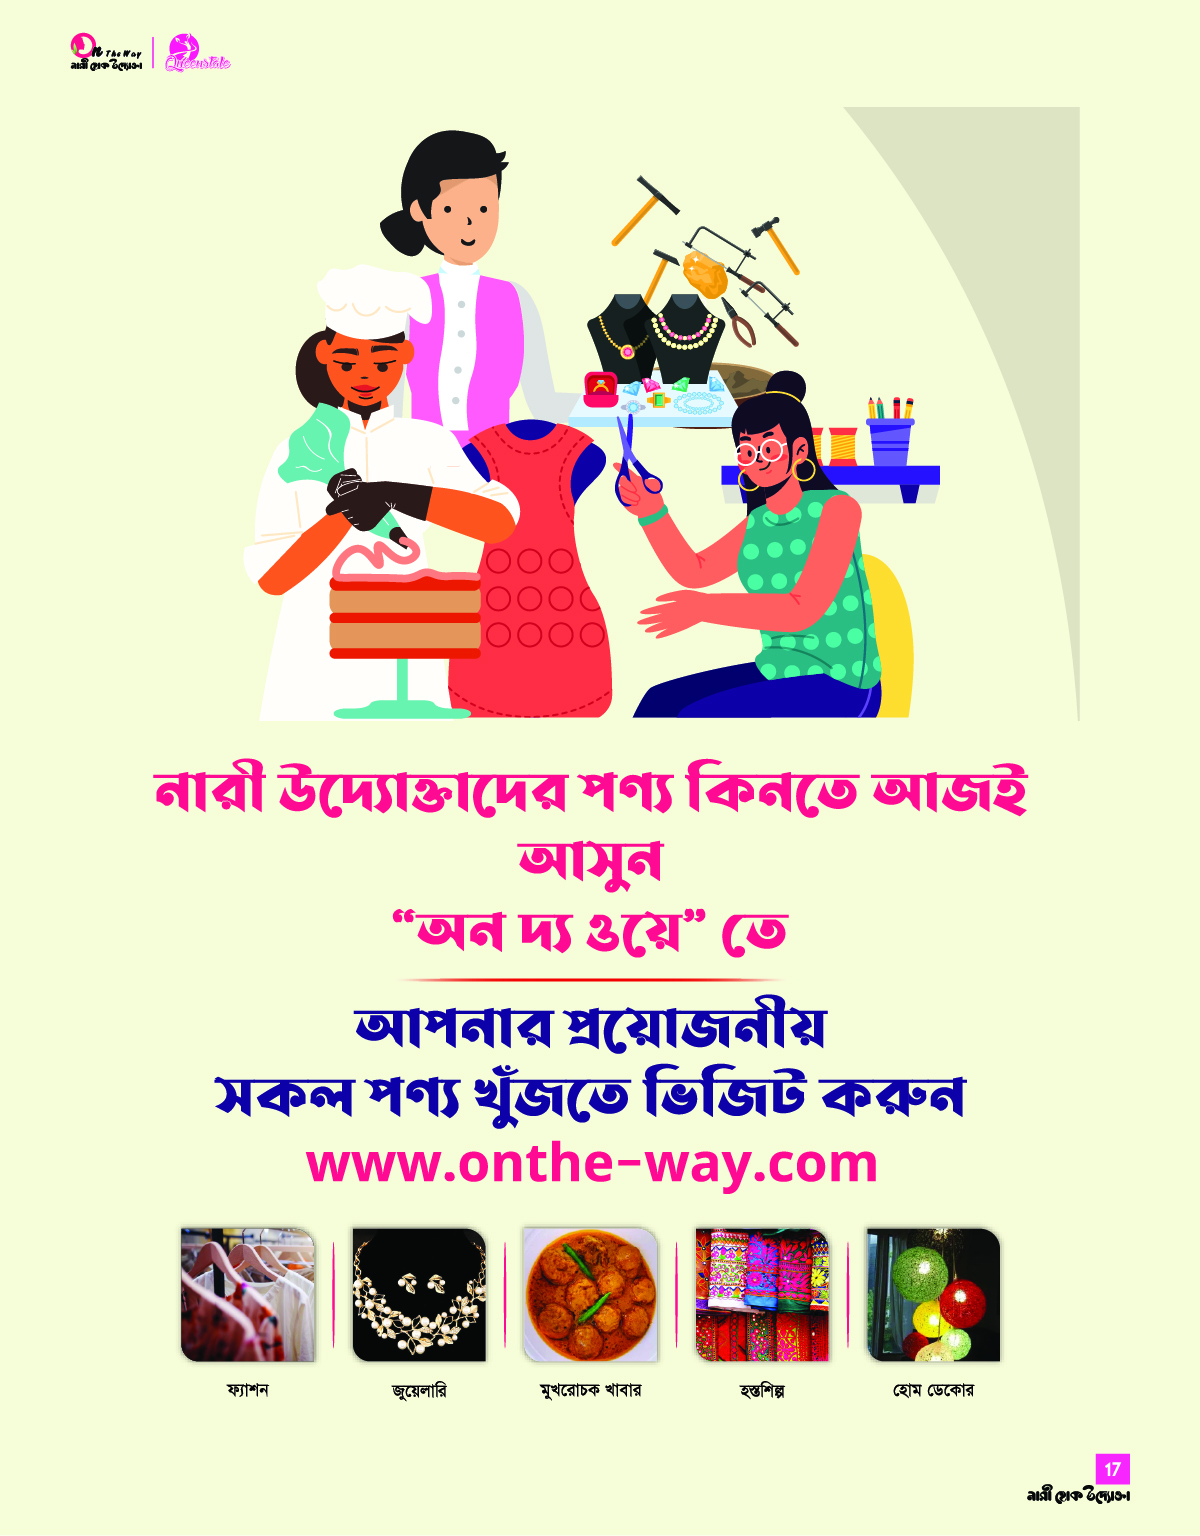 On The Way
নারী হোক উদ্যোক্তা
Queenstale
নারী উদ্যোক্তাদের পণ্য কিনতে আজই
আসুন
“অন দ্য ওয়ে” তে
আপনার প্রয়োজনীয়
সকল পণ্য খুঁজতে ভিজিট করুন
www.onthe-way.com
ফ্যাশন
জুয়েলারি
মুখরোচক খাবার
হস্তশিল্প
হোম ডেকোর
17
নারী হোক উদ্যোক্তা